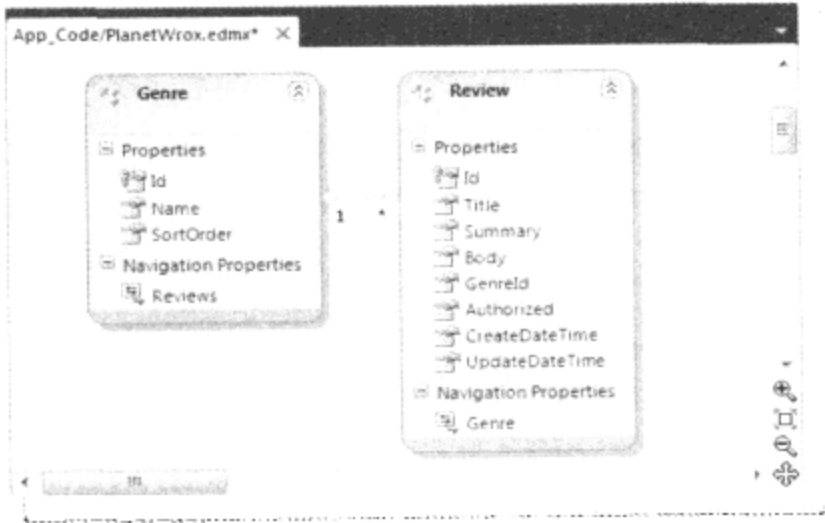 App_Code/PlanetWrox.edmx*
Genre
Properties
Id
Name
SortOrder
Navigation Properties
Reviews
1 *
Review
Properties
Id
Title
Summary
Body
GenreId
Authorized
CreateDateTime
UpdateDateTime
Navigation Properties
Genre